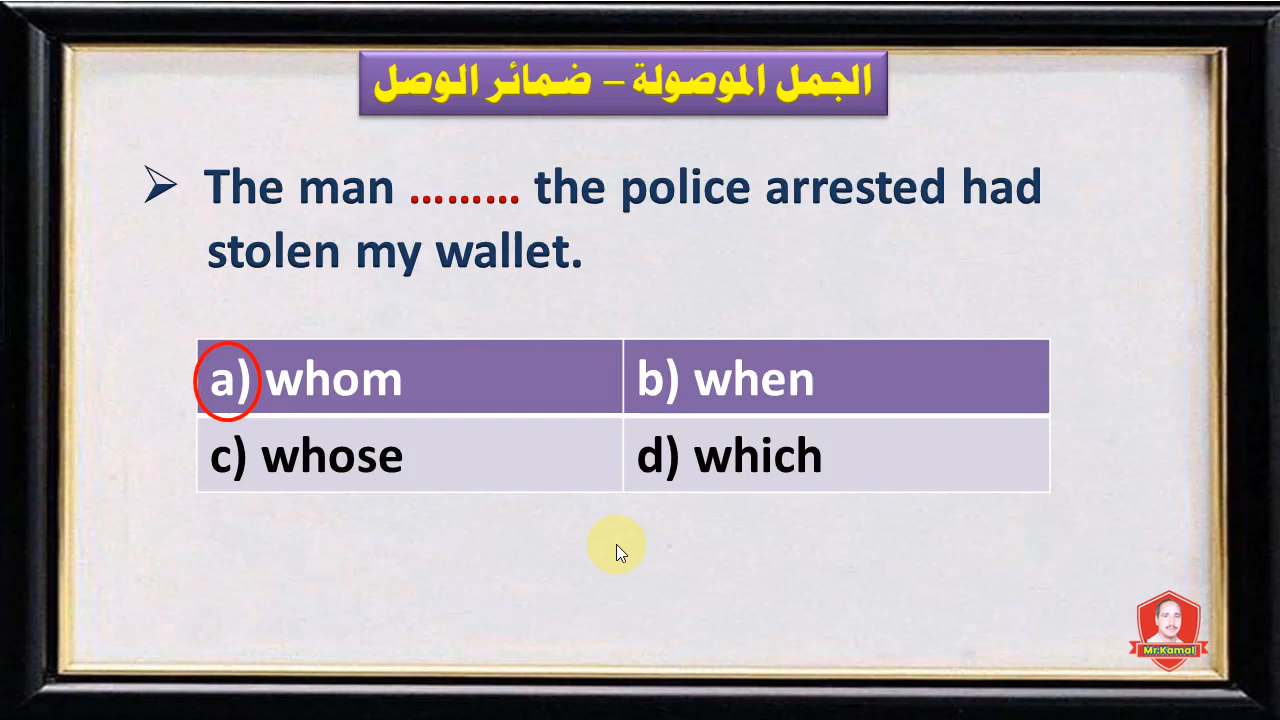 الجمل الموصولة – ضمائر الوصل
➢ The man ……… the police arrested had
stolen my wallet.
a) whom b) when
c) whose d) which
Mr.Kamal